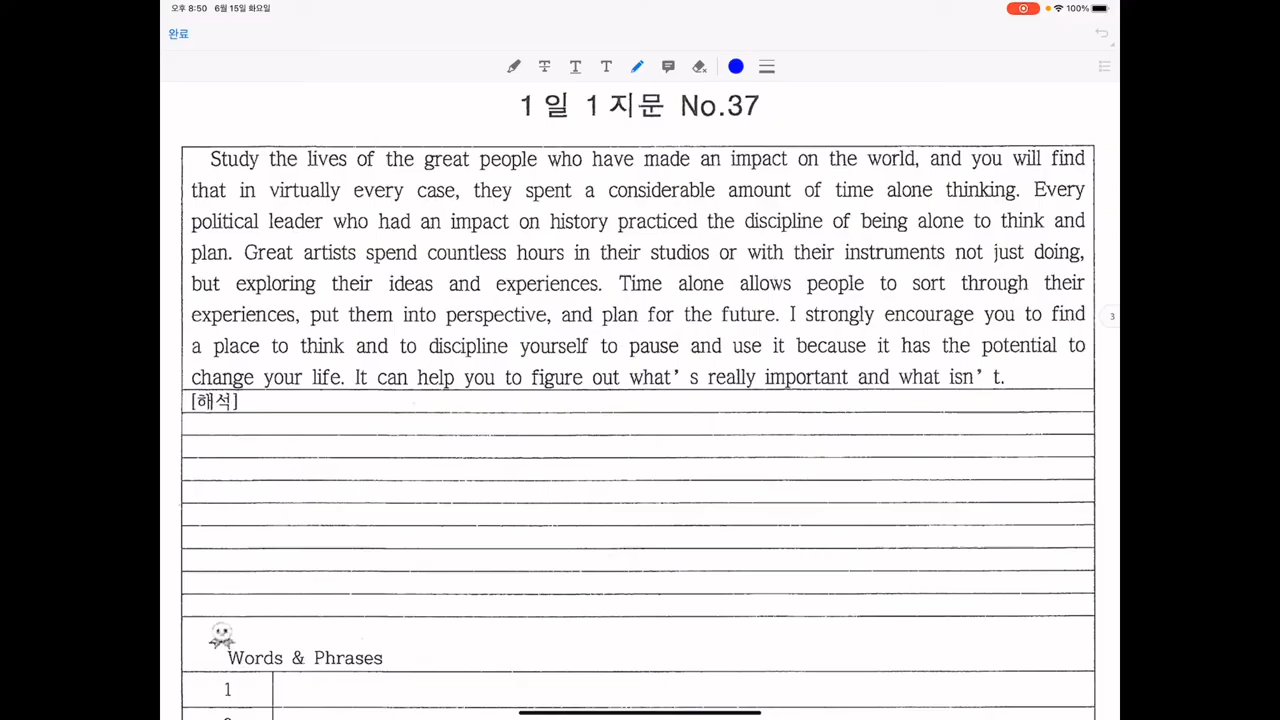 오후 8:50 6월 15일 화요일
100%
완료
1일 1지문 No.37
Study the lives of the great people who have made an impact on the world, and you will find
that in virtually every case, they spent a considerable amount of time alone thinking. Every
political leader who had an impact on history practiced the discipline of being alone to think and
plan. Great artists spend countless hours in their studios or with their instruments not just doing,
but exploring their ideas and experiences. Time alone allows people to sort through their
experiences, put them into perspective, and plan for the future. I strongly encourage you to find
3
a place to think and to discipline yourself to pause and use it because it has the potential to
change your life. It can help you to figure out what's really important and what isn't.
[해석]
Words & Phrases
1